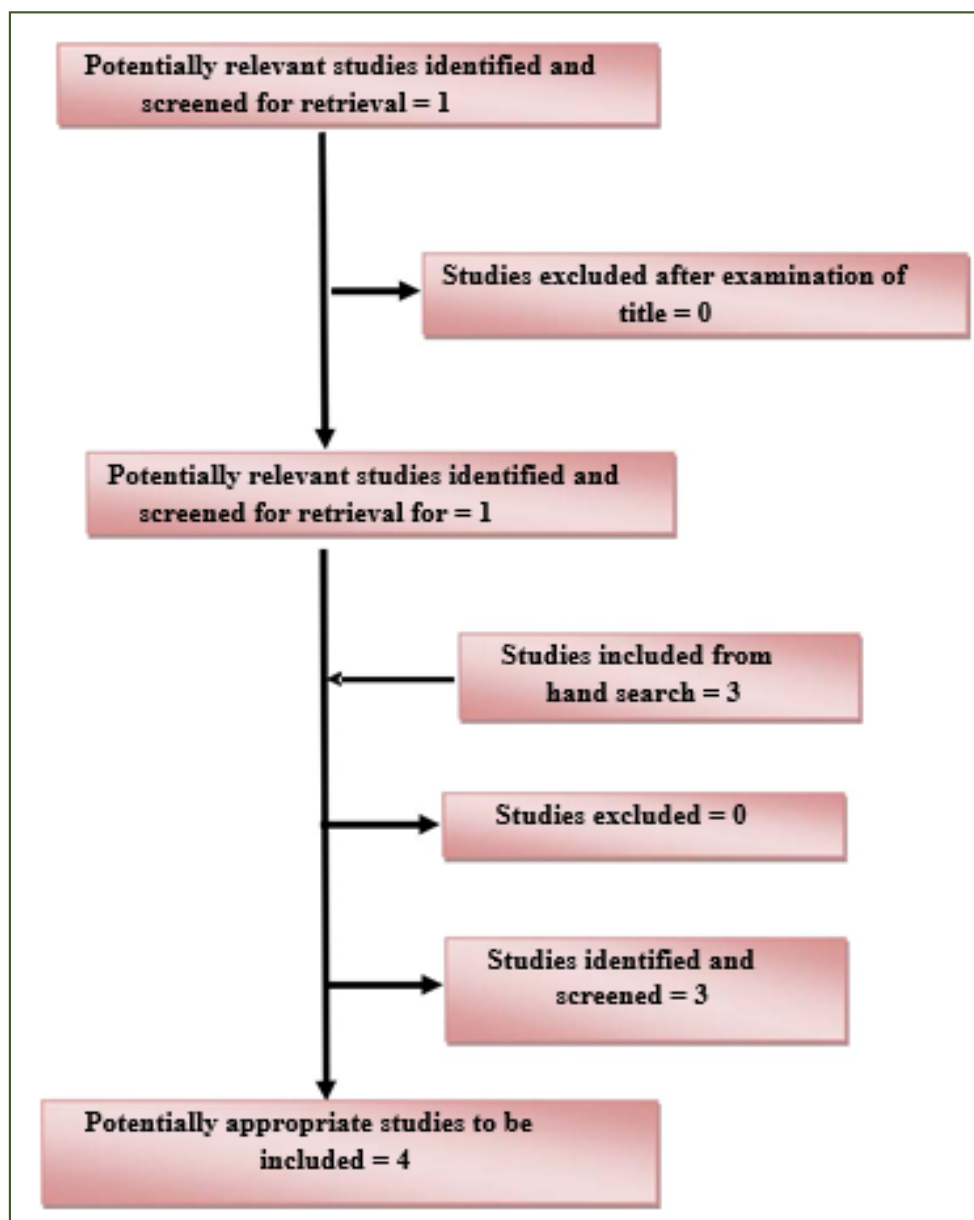 Potentially relevant studies identified and
screened for retrieval = 1
Studies excluded after examination of
title = 0
Potentially relevant studies identified and
screened for retrieval for = 1
Studies included from
hand search = 3
Studies excluded = 0
Studies identified and
screened = 3
Potentially appropriate studies to be
included = 4